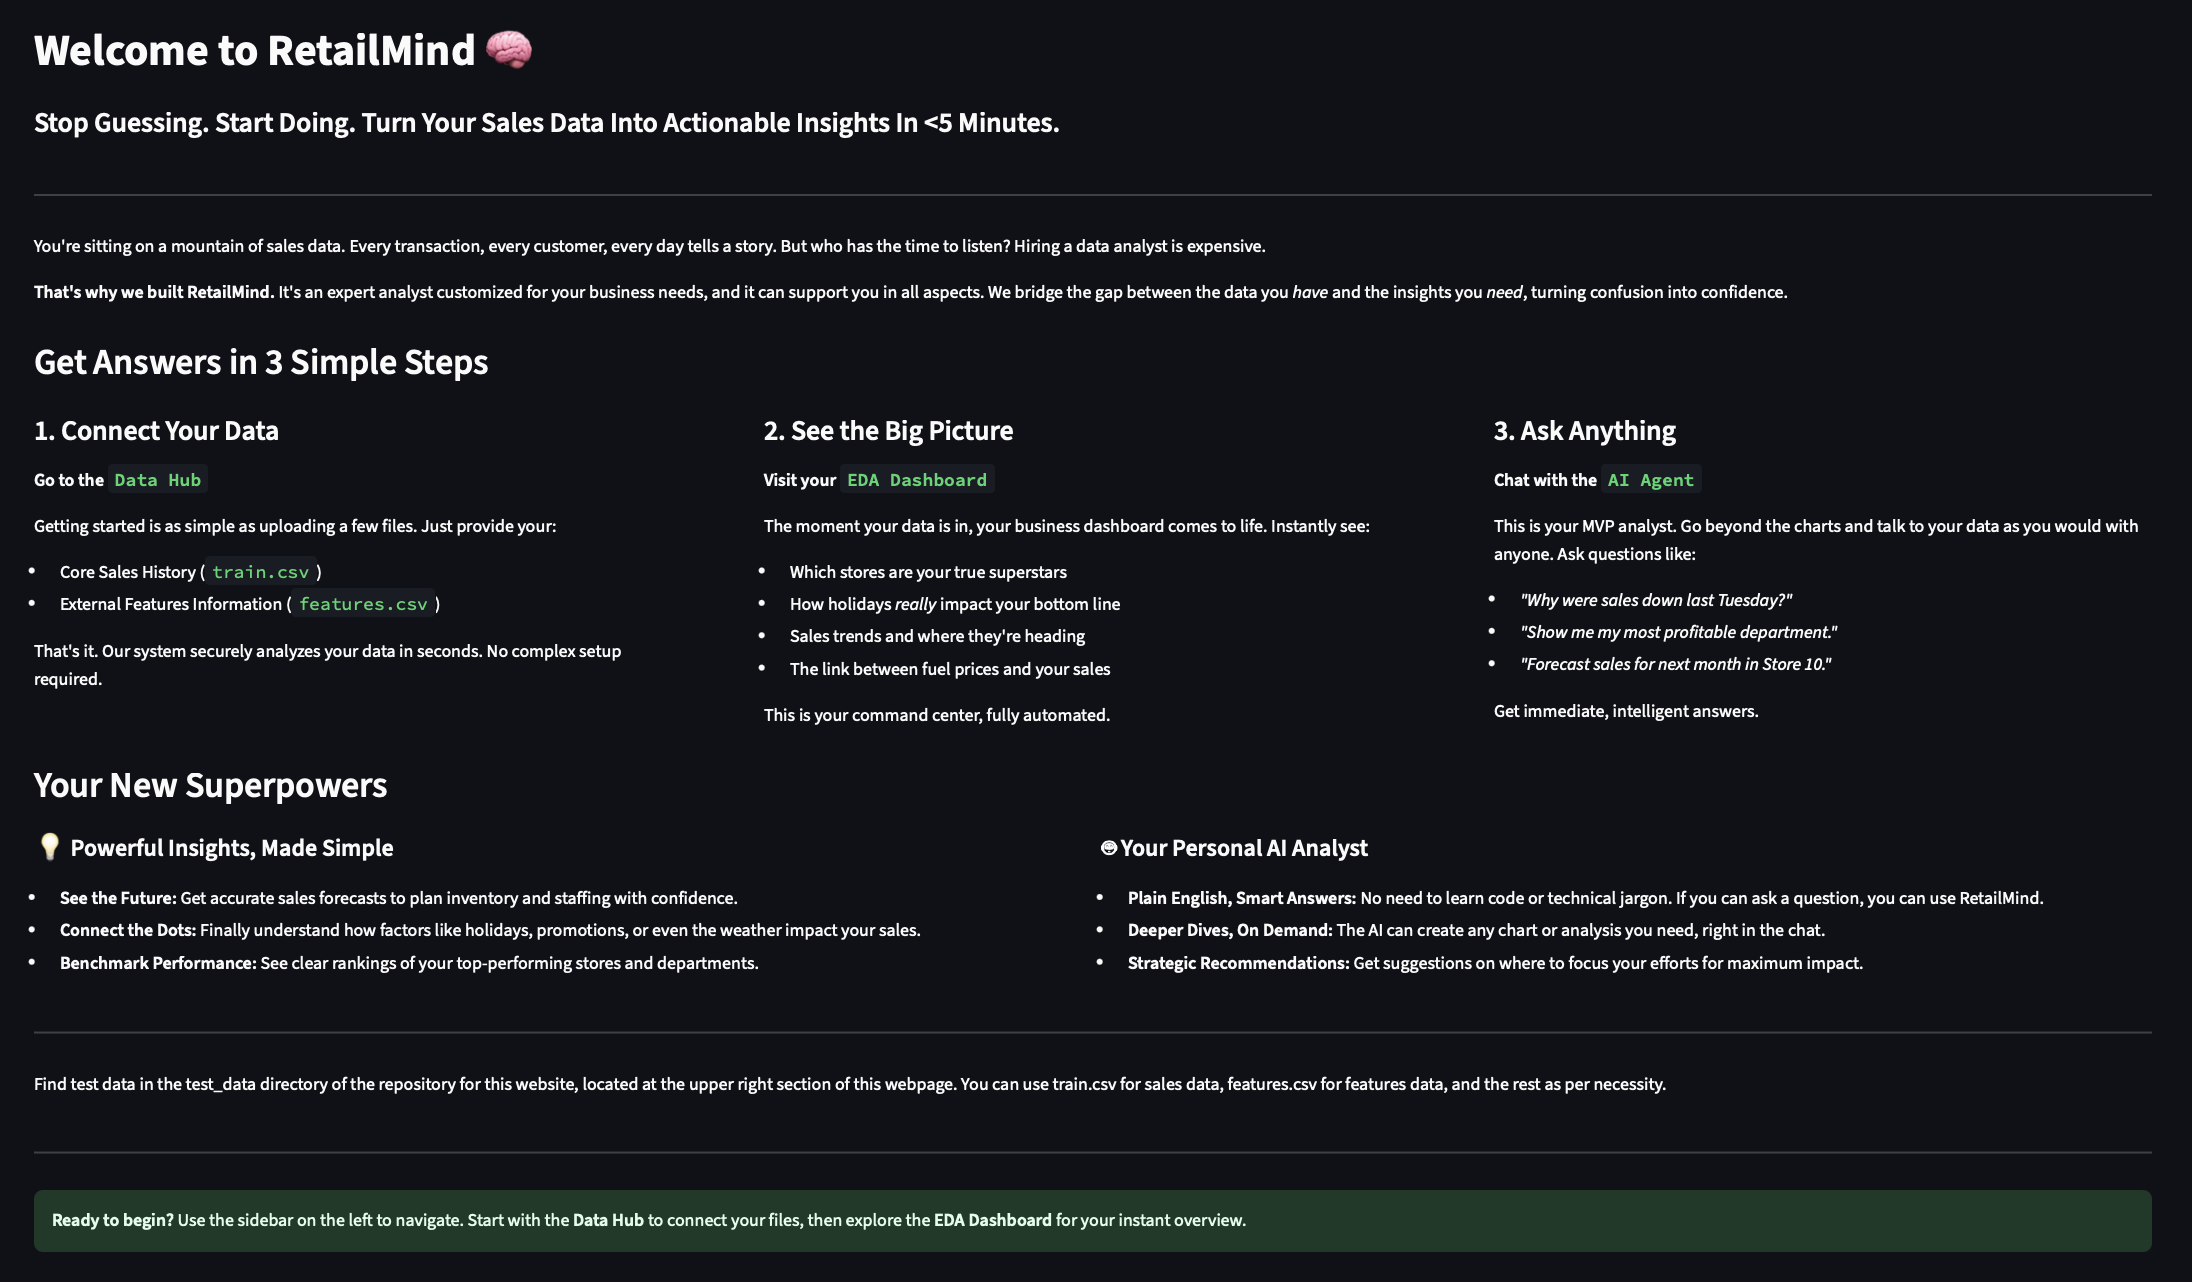 Welcome to RetailMind 🧠
Stop Guessing. Start Doing. Turn Your Sales Data Into Actionable Insights In <5 Minutes.
You're sitting on a mountain of sales data. Every transaction, every customer, every day tells a story. But who has the time to listen? Hiring a data analyst is expensive.
That's why we built RetailMind. It's an expert analyst customized for your business needs, and it can support you in all aspects. We bridge the gap between the data you have and the insights you need, turning confusion into confidence.
Get Answers in 3 Simple Steps
1. Connect Your Data
Go to the Data Hub
Getting started is as simple as uploading a few files. Just provide your:
• Core Sales History ( train.csv )
• External Features Information ( features.csv )
That's it. Our system securely analyzes your data in seconds. No complex setup
required.
2. See the Big Picture
Visit your EDA Dashboard
The moment your data is in, your business dashboard comes to life. Instantly see:
• Which stores are your true superstars
• How holidays really impact your bottom line
• Sales trends and where they're heading
• The link between fuel prices and your sales
This is your command center, fully automated.
3. Ask Anything
Chat with the AI Agent
This is your MVP analyst. Go beyond the charts and talk to your data as you would with
anyone. Ask questions like:
• "Why were sales down last Tuesday?"
• "Show me my most profitable department."
• "Forecast sales for next month in Store 10."
Get immediate, intelligent answers.
Your New Superpowers
💡 Powerful Insights, Made Simple
• See the Future: Get accurate sales forecasts to plan inventory and staffing with confidence.
• Connect the Dots: Finally understand how factors like holidays, promotions, or even the weather impact your sales.
• Benchmark Performance: See clear rankings of your top-performing stores and departments.
Your Personal AI Analyst
• Plain English, Smart Answers: No need to learn code or technical jargon. If you can ask a question, you can use RetailMind.
• Deeper Dives, On Demand: The AI can create any chart or analysis you need, right in the chat.
• Strategic Recommendations: Get suggestions on where to focus your efforts for maximum impact.
Find test data in the test_data directory of the repository for this website, located at the upper right section of this webpage. You can use train.csv for sales data, features.csv for features data, and the rest as per necessity.
Ready to begin? Use the sidebar on the left to navigate. Start with the Data Hub to connect your files, then explore the EDA Dashboard for your instant overview.